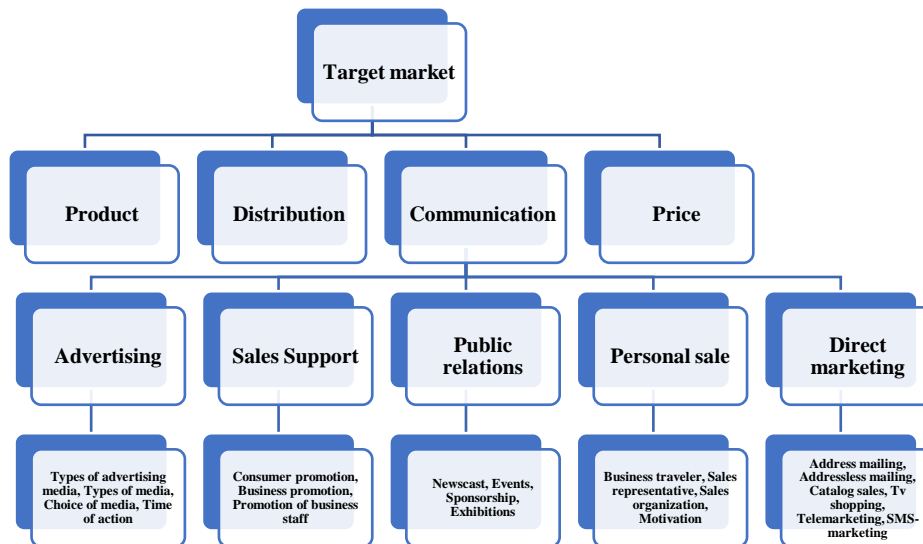 Target market
Product
Distribution
Communication
Price
Advertising
Sales Support
Public
relations
Personal sale
Direct
marketing
Types of advertising
media, Types of media,
Choice of media, Time
of action
Consumer promotion,
Business promotion,
Promotion of business
staff
Newscast, Events,
Sponsorship,
Exhibitions
Business traveler, Sales
representative, Sales
organization,
Motivation
Address mailing,
Addressless mailing,
Catalog sales, Tv
shopping,
Telemarketing, SMS-
marketing